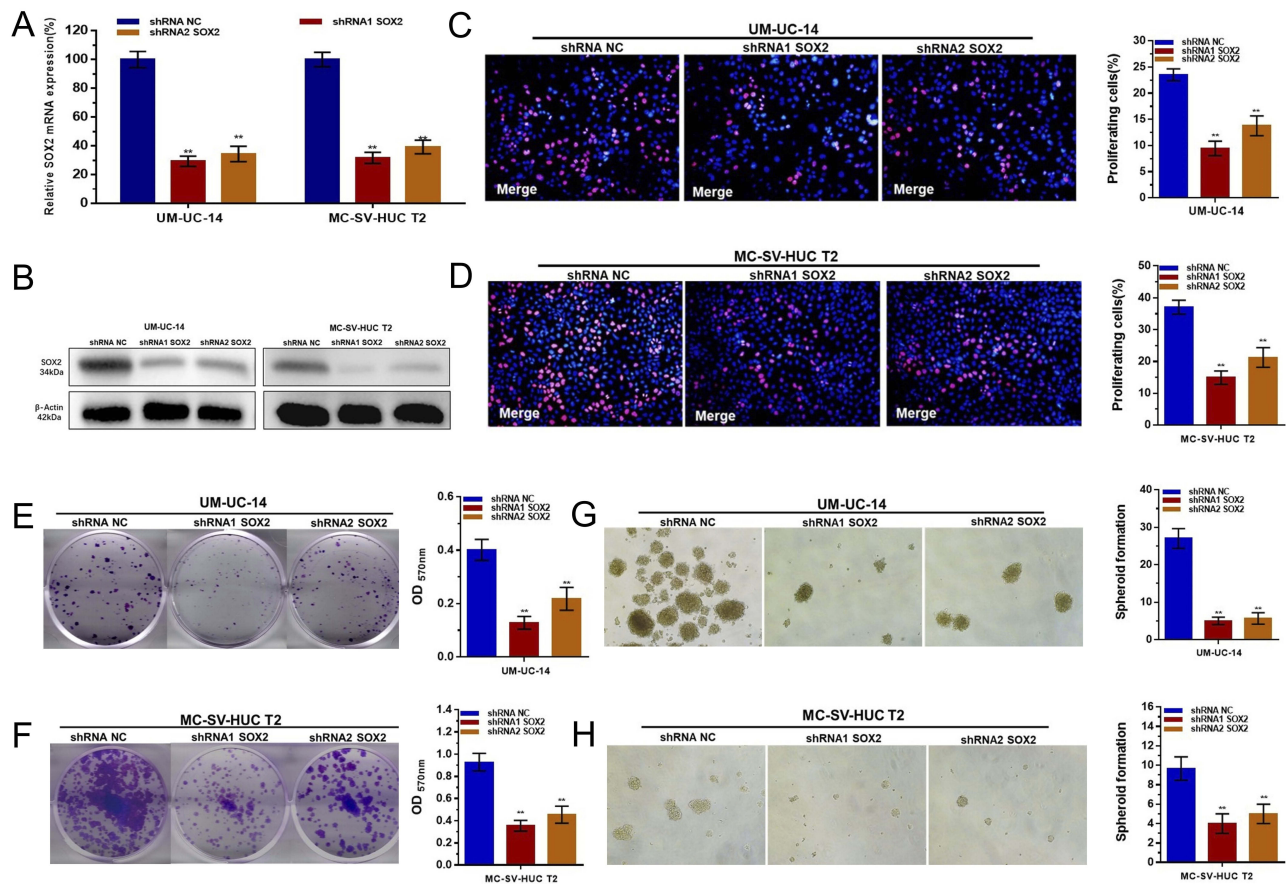 A
shRNA NC
shRNA1 SOX2
shRNA2 SOX2
Relative SOX2 mRNA expression(%)
120
100
80
60
40
20
0
**
**
**
**
UM-UC-14
MC-SV-HUC T2
B
UM-UC-14
MC-SV-HUC T2
shRNA NC shRNA1 SOX2 shRNA2 SOX2
shRNA NC shRNA1 SOX2 shRNA2 SOX2
SOX2
34kDa
β-Actin
42kDa
C
UM-UC-14
shRNA NC shRNA1 SOX2 shRNA2 SOX2
Merge Merge Merge
Proliferating cells(%)
30
25
20
15
10
5
0
shRNA NC
shRNA1 SOX2
shRNA2 SOX2
**
**
UM-UC-14
D
MC-SV-HUC T2
shRNA NC shRNA1 SOX2 shRNA2 SOX2
Merge Merge Merge
Proliferating cells(%)
50
40
30
20
10
0
shRNA NC
shRNA1 SOX2
shRNA2 SOX2
**
**
MC-SV-HUC T2
E
UM-UC-14
shRNA NC shRNA1 SOX2 shRNA2 SOX2
OD 570nm
0.6
0.4
0.2
0.0
shRNA NC
shRNA1 SOX2
shRNA2 SOX2
**
**
UM-UC-14
F
MC-SV-HUC T2
shRNA NC shRNA1 SOX2 shRNA2 SOX2
OD 570nm
1.4
1.2
1.0
0.8
0.6
0.4
0.2
0.0
shRNA NC
shRNA1 SOX2
shRNA2 SOX2
**
**
MC-SV-HUC T2
G
UM-UC-14
shRNA NC shRNA1 SOX2 shRNA2 SOX2
Spheroid formation
40
30
20
10
0
shRNA NC
shRNA1 SOX2
shRNA2 SOX2
**
**
UM-UC-14
H
MC-SV-HUC T2
shRNA NC shRNA1 SOX2 shRNA2 SOX2
Spheroid formation
16
14
12
10
8
6
4
2
0
shRNA NC
shRNA1 SOX2
shRNA2 SOX2
**
**
MC-SV-HUC T2